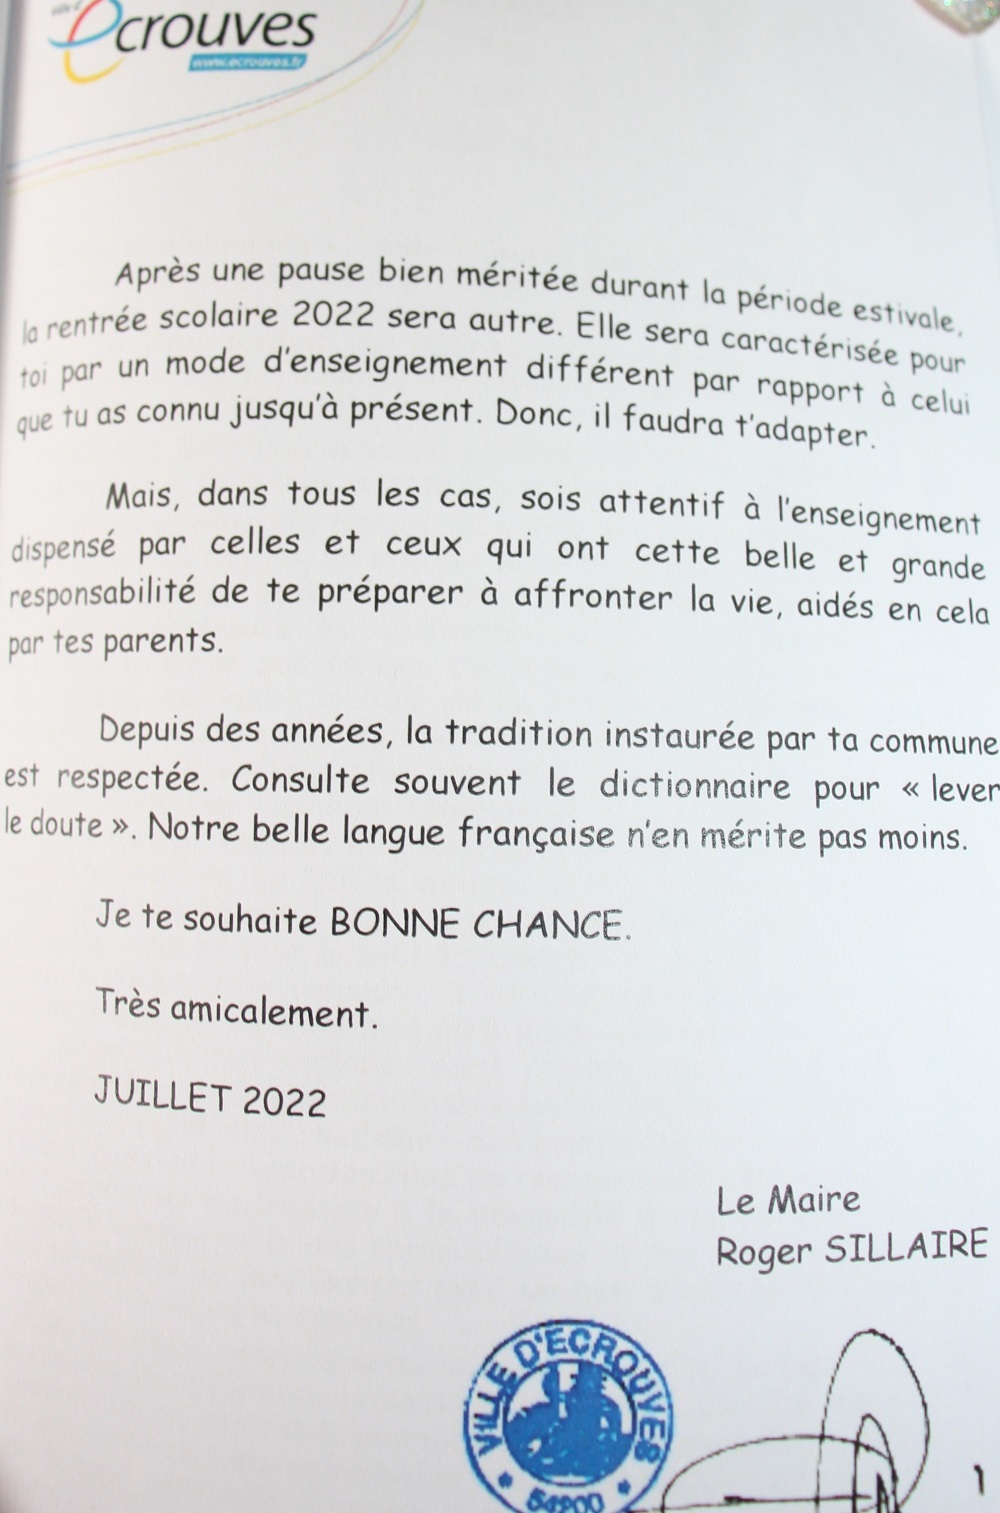 écrouves
www.ecrouves.fr
Après une pause bien méritée durant la période estivale,
la rentrée scolaire 2022 sera autre. Elle sera caractérisée pour
toi par un mode d'enseignement différent par rapport à celui
que tu as connu jusqu'à présent. Donc, il faudra t'adapter.
Mais, dans tous les cas, sois attentif à l'enseignement
dispensé par celles et ceux qui ont cette belle et grande
responsabilité de te préparer à affronter la vie, aidés en cela
par tes parents.
Depuis des années, la tradition instaurée par ta commune
est respectée. Consulte souvent le dictionnaire pour « lever
le doute ». Notre belle langue française n'en mérite pas moins.
Je te souhaite BONNE CHANCE.
Très amicalement.
JUILLET 2022
Le Maire
Roger SILLAIRE
VILLE D'ECROUVES
54200
1